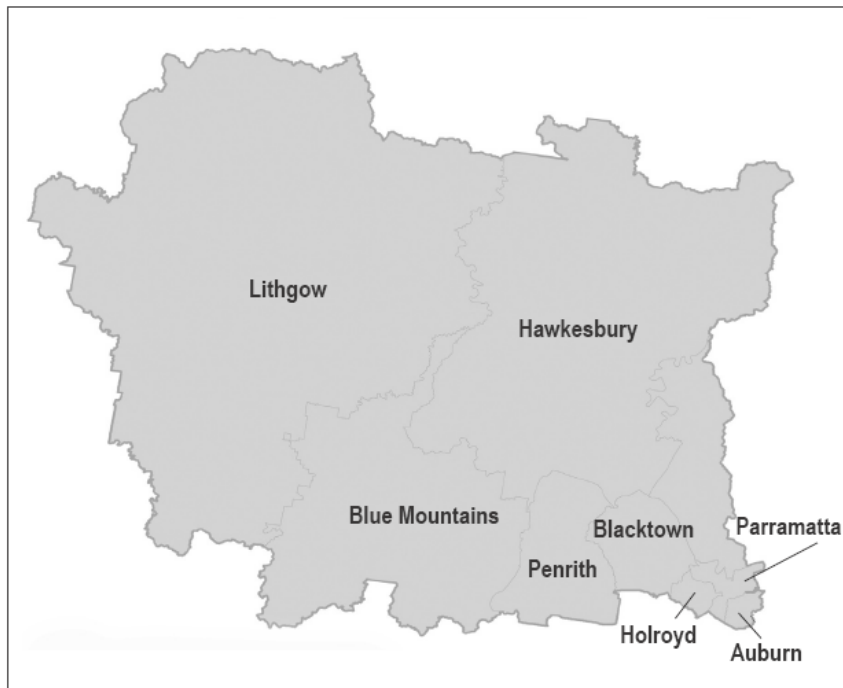 Lithgow
Hawkesbury
Blue Mountains
Blacktown
Parramatta
Penrith
Holroyd
Auburn